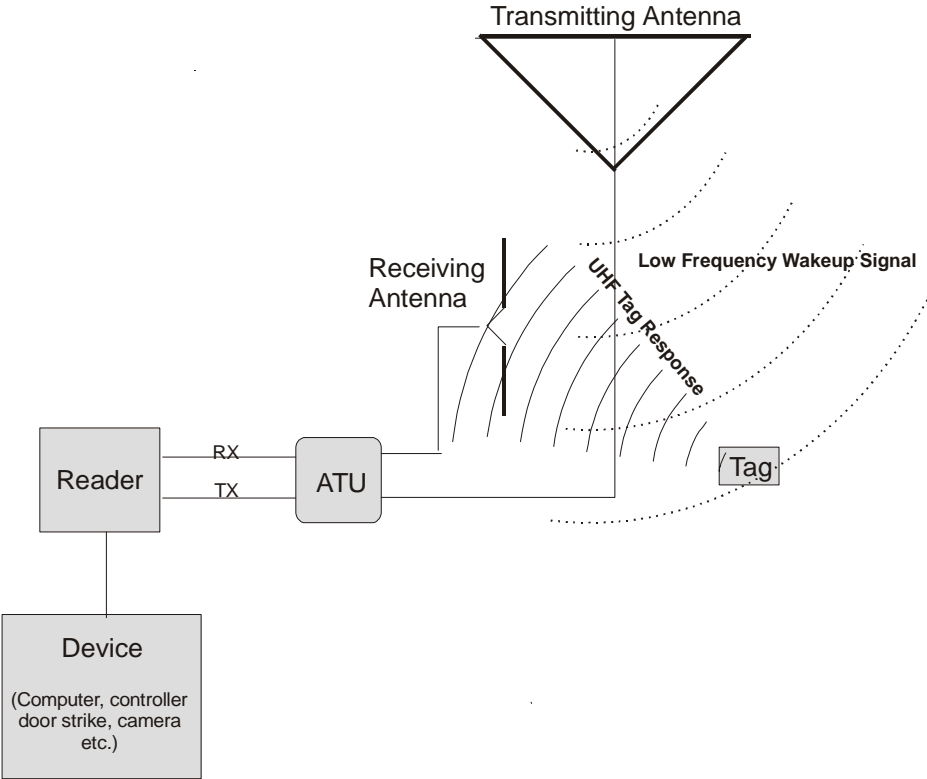 Transmitting Antenna
Low Frequency Wakeup Signal
Receiving
Antenna
UHF Tag Response
RX
Reader
ATU
Tag
TX
Device
(Computer, controller
door strike, camera
etc.)